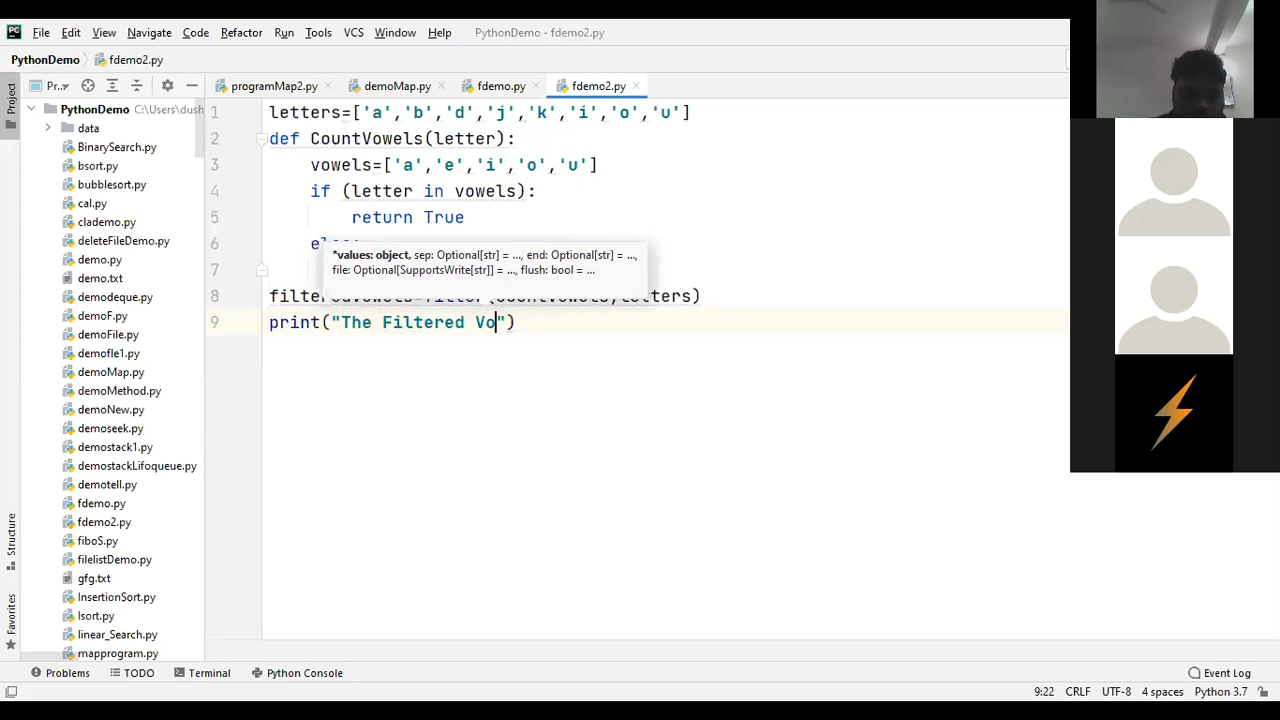 File Edit View Navigate Code Refactor Run Tools VCS Window Help PythonDemo - fdemo2.py
PythonDemo fdemo2.py
Pr... programMap2.py demoMap.py fdemo.py fdemo2.py
Project
PythonDemo C:\Users\dush
data
BinarySearch.py
bsort.py
bubblesort.py
cal.py
clademo.py
deleteFileDemo.py
demo.py
demo.txt
demodeque.py
demoF.py
demoFile.py
demofle1.py
demoMap.py
demoMethod.py
demoNew.py
demoseek.py
demostack1.py
demostackLifoqueue.py
demotell.py
fdemo.py
fdemo2.py
fiboS.py
filelistDemo.py
gfg.txt
InsertionSort.py
lsort.py
linear_Search.py
mapprogram.py
Structure
Favorites
1 letters=['a','b','d','j','k','i','o','u']
2 def CountVowels(letter):
3 vowels=['a','e','i','o','u']
4 if (letter in vowels):
5 return True
6 else:
*values: object, sep: Optional[str] = ..., end: Optional[str] = ...,
file: Optional[SupportsWrite[str]] = ..., flush: bool = ...
7
8 filteredVowels=filter(CountVowels,letters)
9 print("The Filtered Vo")
Problems TODO Terminal Python Console Event Log
9:22 CRLF UTF-8 4 spaces Python 3.7